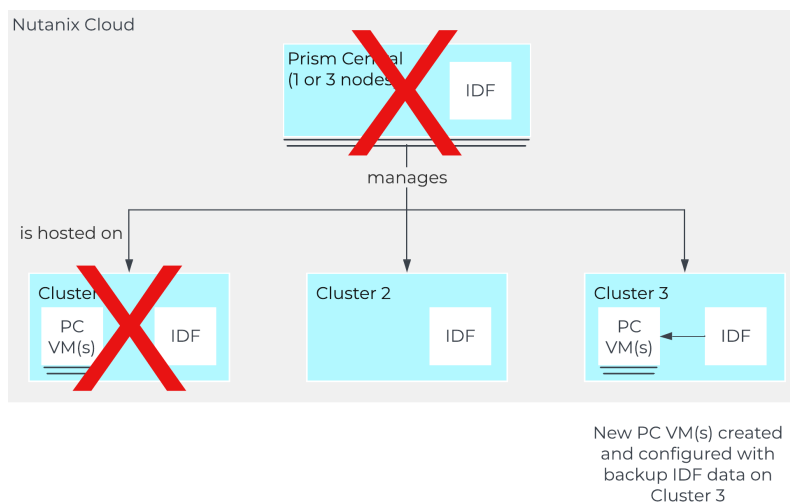 Nutanix Cloud
Prism Central
(1 or 3 nodes
IDF
manages
is hosted on
Cluster
PC
VM(s)
IDF
Cluster 2
IDF
Cluster 3
PC
VM(s)
IDF
New PC VM(s) created
and configured with
backup IDF data on
Cluster 3